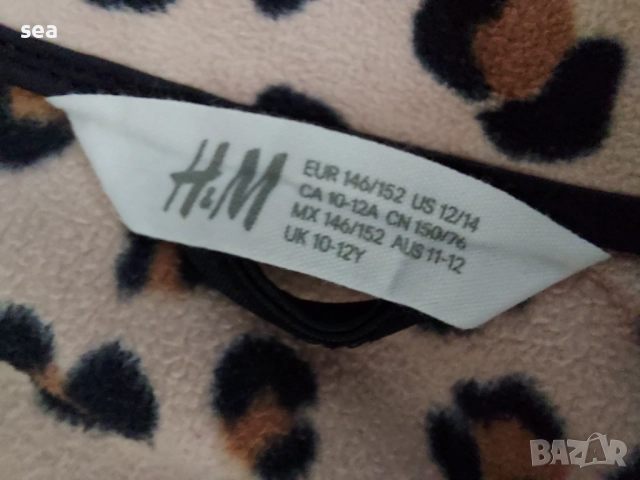 sea
H&M
EUR 146/152 US 12/14
CA 10-12A CN 150/76
MX 146/152 AUS 11-12
UK 10-12Y
BAZAR